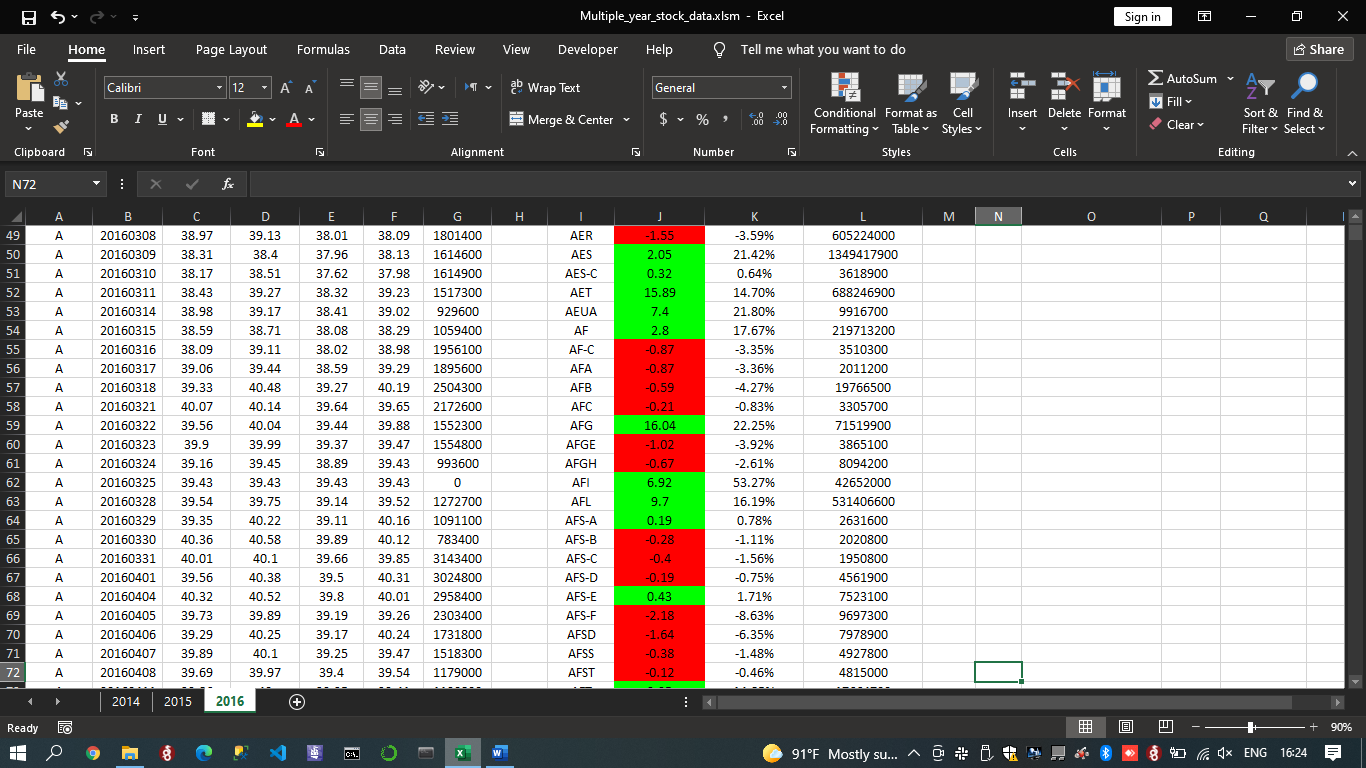 Multiple_year_stock_data.xlsm - Excel
Sign in
File Home Insert Page Layout Formulas Data Review View Developer Help Tell me what you want to do Share
Paste
Calibri 12
Wrap Text
General
Conditional Formatting
Format as Table
Cell Styles
Insert Delete Format
AutoSum
Fill
Clear
Sort & Filter
Find & Select
B I U
Merge & Center
$ % ,
Clipboard Font Alignment Number Styles Cells Editing
N72 fx
A B C D E F G H I J K L M N O P Q
49 A 20160308 38.97 39.13 38.01 38.09 1801400 AER -1.55 -3.59% 605224000
50 A 20160309 38.31 38.4 37.96 38.13 1614600 AES 2.05 21.42% 1349417900
51 A 20160310 38.17 38.51 37.62 37.98 1614900 AES-C 0.32 0.64% 3618900
52 A 20160311 38.43 39.27 38.32 39.23 1517300 AET 15.89 14.70% 688246900
53 A 20160314 38.98 39.17 38.41 39.02 929600 AEUA 7.4 21.80% 9916700
54 A 20160315 38.59 38.71 38.08 38.29 1059400 AF 2.8 17.67% 219713200
55 A 20160316 38.09 39.11 38.02 38.98 1956100 AF-C -0.87 -3.35% 3510300
56 A 20160317 39.06 39.44 38.59 39.29 1895600 AFA -0.87 -3.36% 2011200
57 A 20160318 39.33 40.48 39.27 40.19 2504300 AFB -0.59 -4.27% 19766500
58 A 20160321 40.07 40.14 39.64 39.65 2172600 AFC -0.21 -0.83% 3305700
59 A 20160322 39.56 40.04 39.44 39.88 1552300 AFG 16.04 22.25% 71519900
60 A 20160323 39.9 39.99 39.37 39.47 1554800 AFGE -1.02 -3.92% 3865100
61 A 20160324 39.16 39.45 38.89 39.43 993600 AFGH -0.67 -2.61% 8094200
62 A 20160325 39.43 39.43 39.43 39.43 0 AFI 6.92 53.27% 42652000
63 A 20160328 39.54 39.75 39.14 39.52 1272700 AFL 9.7 16.19% 531406600
64 A 20160329 39.35 40.22 39.11 40.16 1091100 AFS-A 0.19 0.78% 2631600
65 A 20160330 40.36 40.58 39.89 40.12 783400 AFS-B -0.28 -1.11% 2020800
66 A 20160331 40.01 40.1 39.66 39.85 3143400 AFS-C -0.4 -1.56% 1950800
67 A 20160401 39.56 40.38 39.5 40.31 3024800 AFS-D -0.19 -0.75% 4561900
68 A 20160404 40.32 40.52 39.8 40.01 2958400 AFS-E 0.43 1.71% 7523100
69 A 20160405 39.73 39.89 39.19 39.26 2303400 AFS-F -2.18 -8.63% 9697300
70 A 20160406 39.29 40.25 39.17 40.24 1731800 AFSD -1.64 -6.35% 7978900
71 A 20160407 39.89 40.1 39.25 39.47 1518300 AFSS -0.38 -1.48% 4927800
72 A 20160408 39.69 39.97 39.4 39.54 1179000 AFST -0.12 -0.46% 4815000
2014 2015 2016
Ready 90%
91°F Mostly su... ENG 16:24